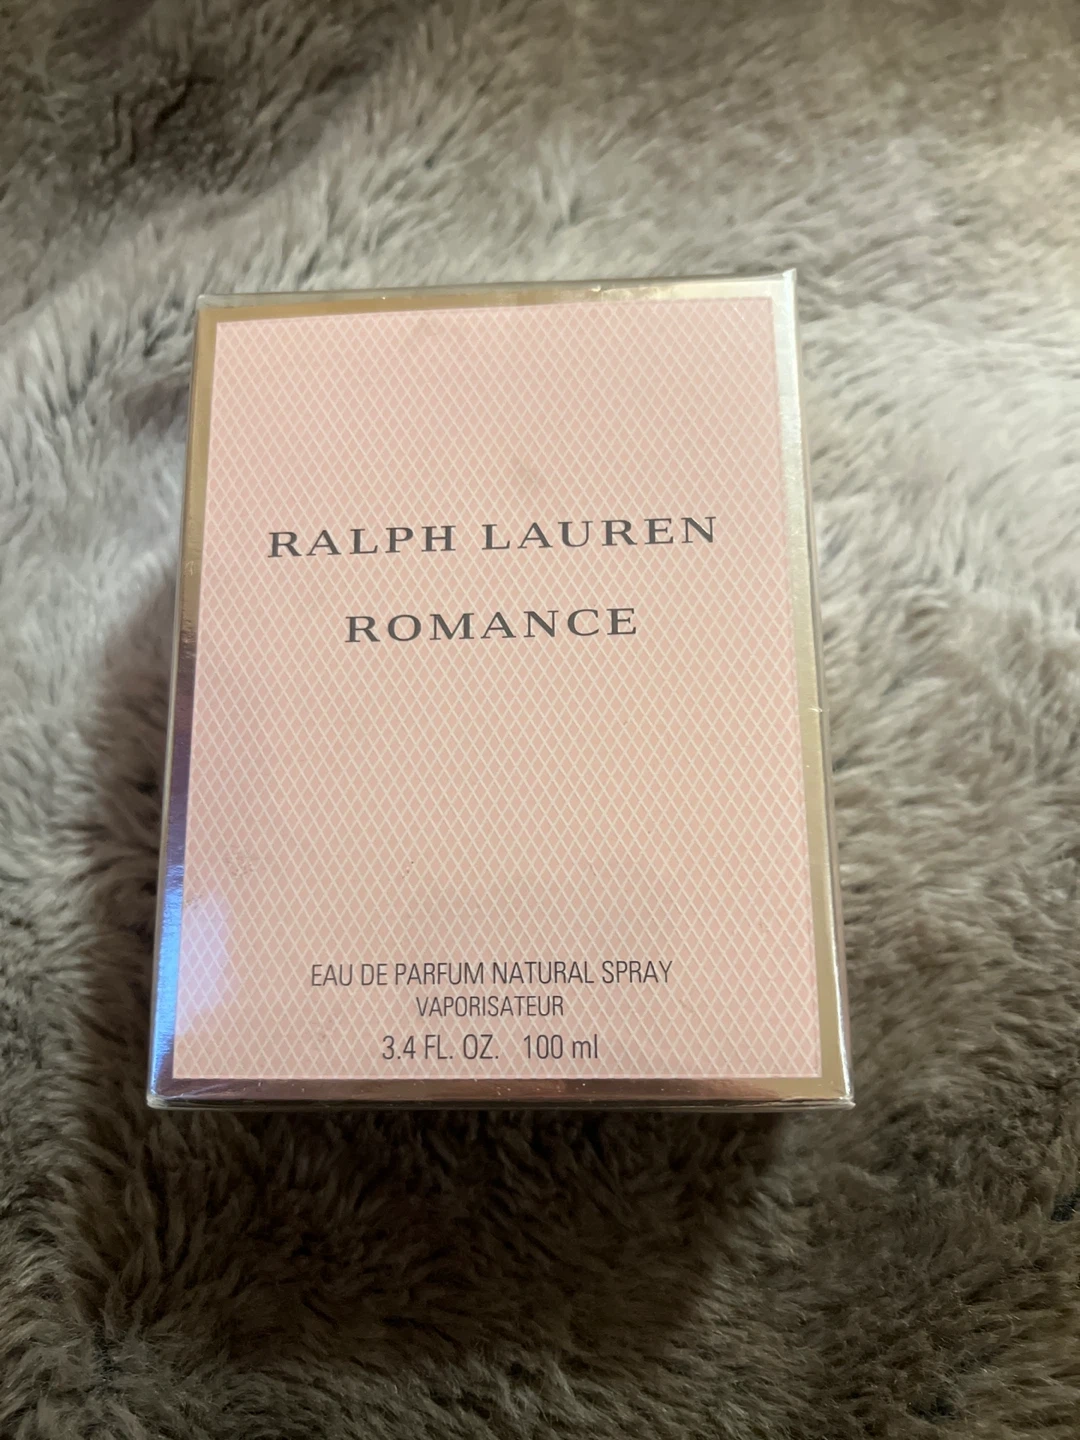 RALPH LAUREN
ROMANCE
EAU DE PARFUM NATURAL SPRAY
VAPORISATEUR
3.4 FL. OZ. 100 ml